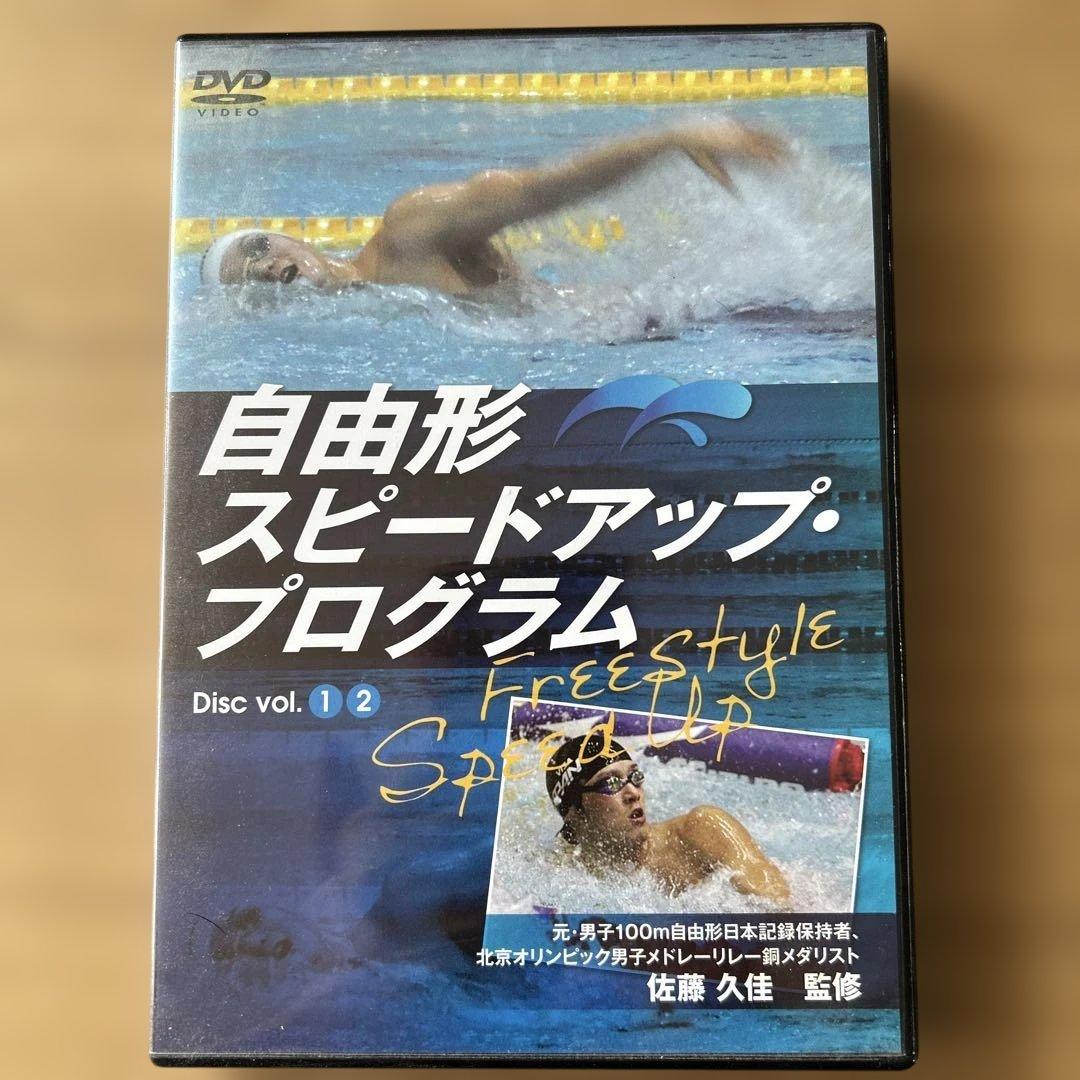 DVD
VIDEO
自由形
スピードアップ・
プログラム
Freestyle
Speed Up
Disc vol. 1 2
元・男子100m自由形日本記録保持者、
北京オリンピック男子メドレーリレー銅メダリスト
佐藤 久佳 監修